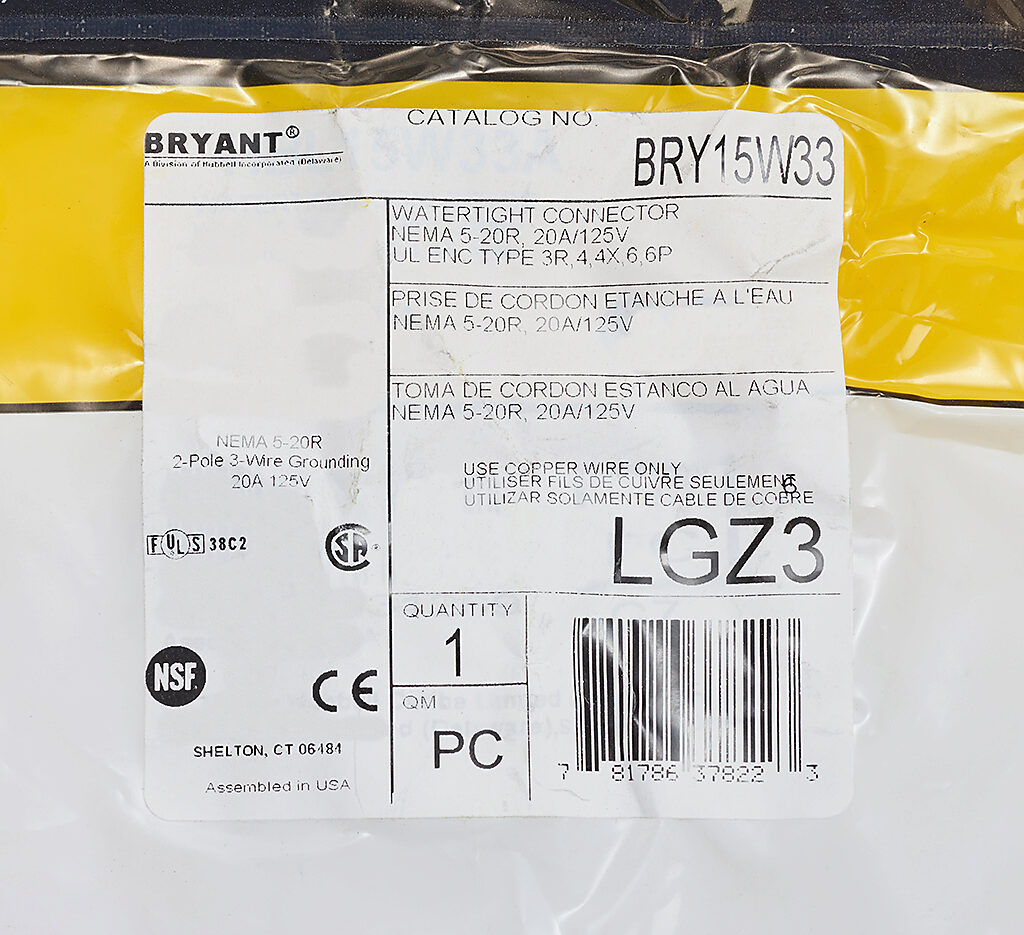 CATALOG NO.
BRYANT®
A Division of Hubbell Incorporated (Delaware)
BRY15W33
WATERTIGHT CONNECTOR
NEMA 5-20R, 20A/125V
UL ENC TYPE 3R,4,4X,6,6P
PRISE DE CORDON ETANCHE A L'EAU
NEMA 5-20R, 20A/125V
TOMA DE CORDON ESTANCO AL AGUA
NEMA 5-20R, 20A/125V
NEMA 5-20R
2-Pole 3-Wire Grounding
20A 125V
USE COPPER WIRE ONLY
UTILISER FILS DE CUIVRE SEULEMENT
6
UTILIZAR SOLAMENTE CABLE DE COBRE
F UL S 38C2
SA
LGZ3
QUANTITY
1
NSF
CE
QM
PC
SHELTON, CT 06484
Assembled in USA
7 81786 37822 3